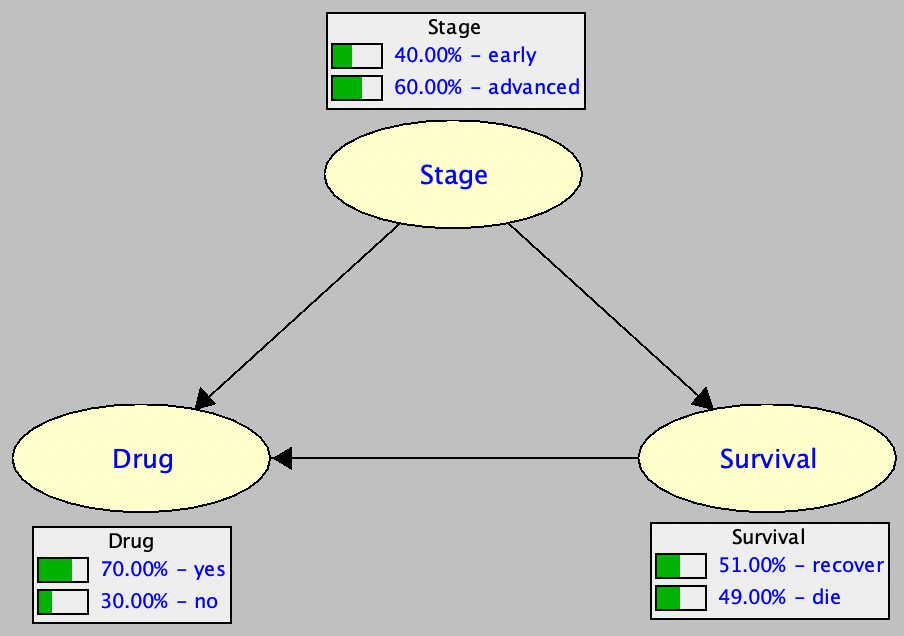 Stage
40.00% – early
60.00% – advanced
Stage
Drug
Survival
Drug
70.00% – yes
30.00% – no
Survival
51.00% – recover
49.00% – die